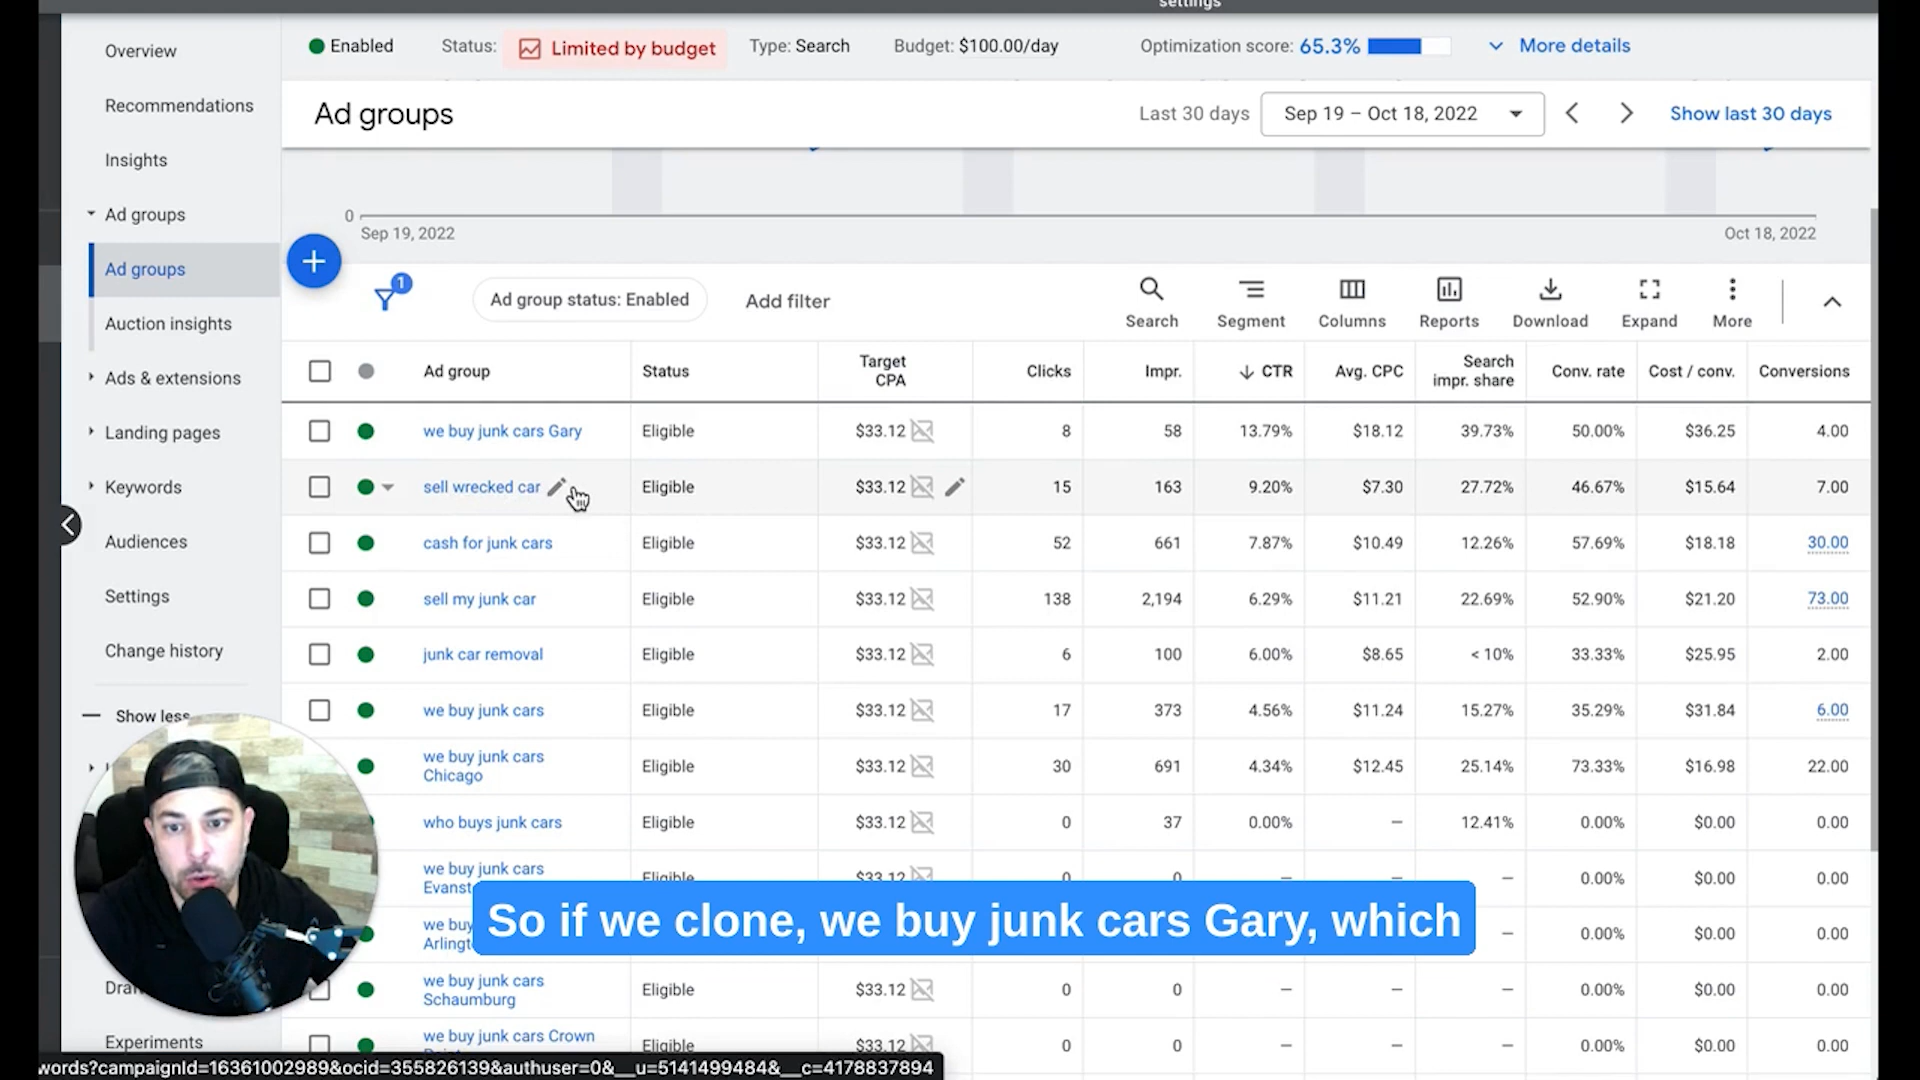 settings
Overview
Recommendations
Insights
Ad groups
Ad groups
Auction insights
Ads & extensions
Landing pages
Keywords
Audiences
Settings
Change history
Show less
Experiments
Enabled Status: Limited by budget Type: Search Budget: $100.00/day Optimization score: 65.3% More details
Ad groups Last 30 days Sep 19 – Oct 18, 2022 Show last 30 days
0
Sep 19, 2022 Oct 18, 2022
1
Ad group status: Enabled Add filter Search Segment Columns Reports Download Expand More
Ad group Status Target CPA Clicks Impr. CTR Avg. CPC Search impr. share Conv. rate Cost / conv. Conversions
we buy junk cars Gary Eligible $33.12 8 58 13.79% $18.12 39.73% 50.00% $36.25 4.00
sell wrecked car Eligible $33.12 15 163 9.20% $7.30 27.72% 46.67% $15.64 7.00
cash for junk cars Eligible $33.12 52 661 7.87% $10.49 12.26% 57.69% $18.18 30.00
sell my junk car Eligible $33.12 138 2,194 6.29% $11.21 22.69% 52.90% $21.20 73.00
junk car removal Eligible $33.12 6 100 6.00% $8.65 < 10% 33.33% $25.95 2.00
we buy junk cars Eligible $33.12 17 373 4.56% $11.24 15.27% 35.29% $31.84 6.00
we buy junk cars Chicago Eligible $33.12 30 691 4.34% $12.45 25.14% 73.33% $16.98 22.00
who buys junk cars Eligible $33.12 0 37 0.00% — 12.41% 0.00% $0.00 0.00
we buy junk cars Eligible $33.12 0 0 — — — 0.00% $0.00 0.00
we — 0.00% $0.00 0.00
So if we clone, we buy junk cars Gary, which
we buy junk cars Schaumburg Eligible $33.12 0 0 — — — 0.00% $0.00 0.00
we buy junk cars Crown Eligible $33.12 0 0 — — — 0.00% $0.00 0.00
words?campaignId=16361002989&ocid=355826139&authuser=0&__u=5141499484&__c=4178837894